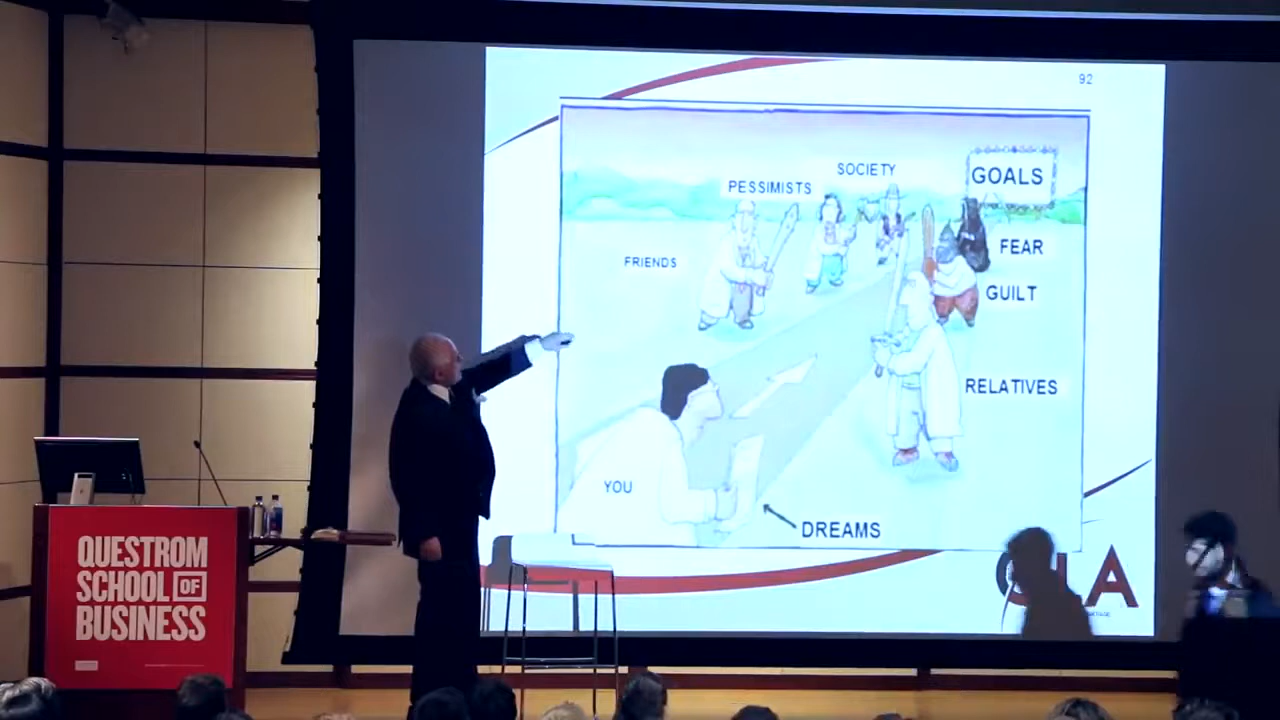 92
SOCIETY
GOALS
PESSIMISTS
FEAR
FRIENDS
GUILT
RELATIVES
YOU
DREAMS
QUESTROM
SCHOOL OF
BUSINESS